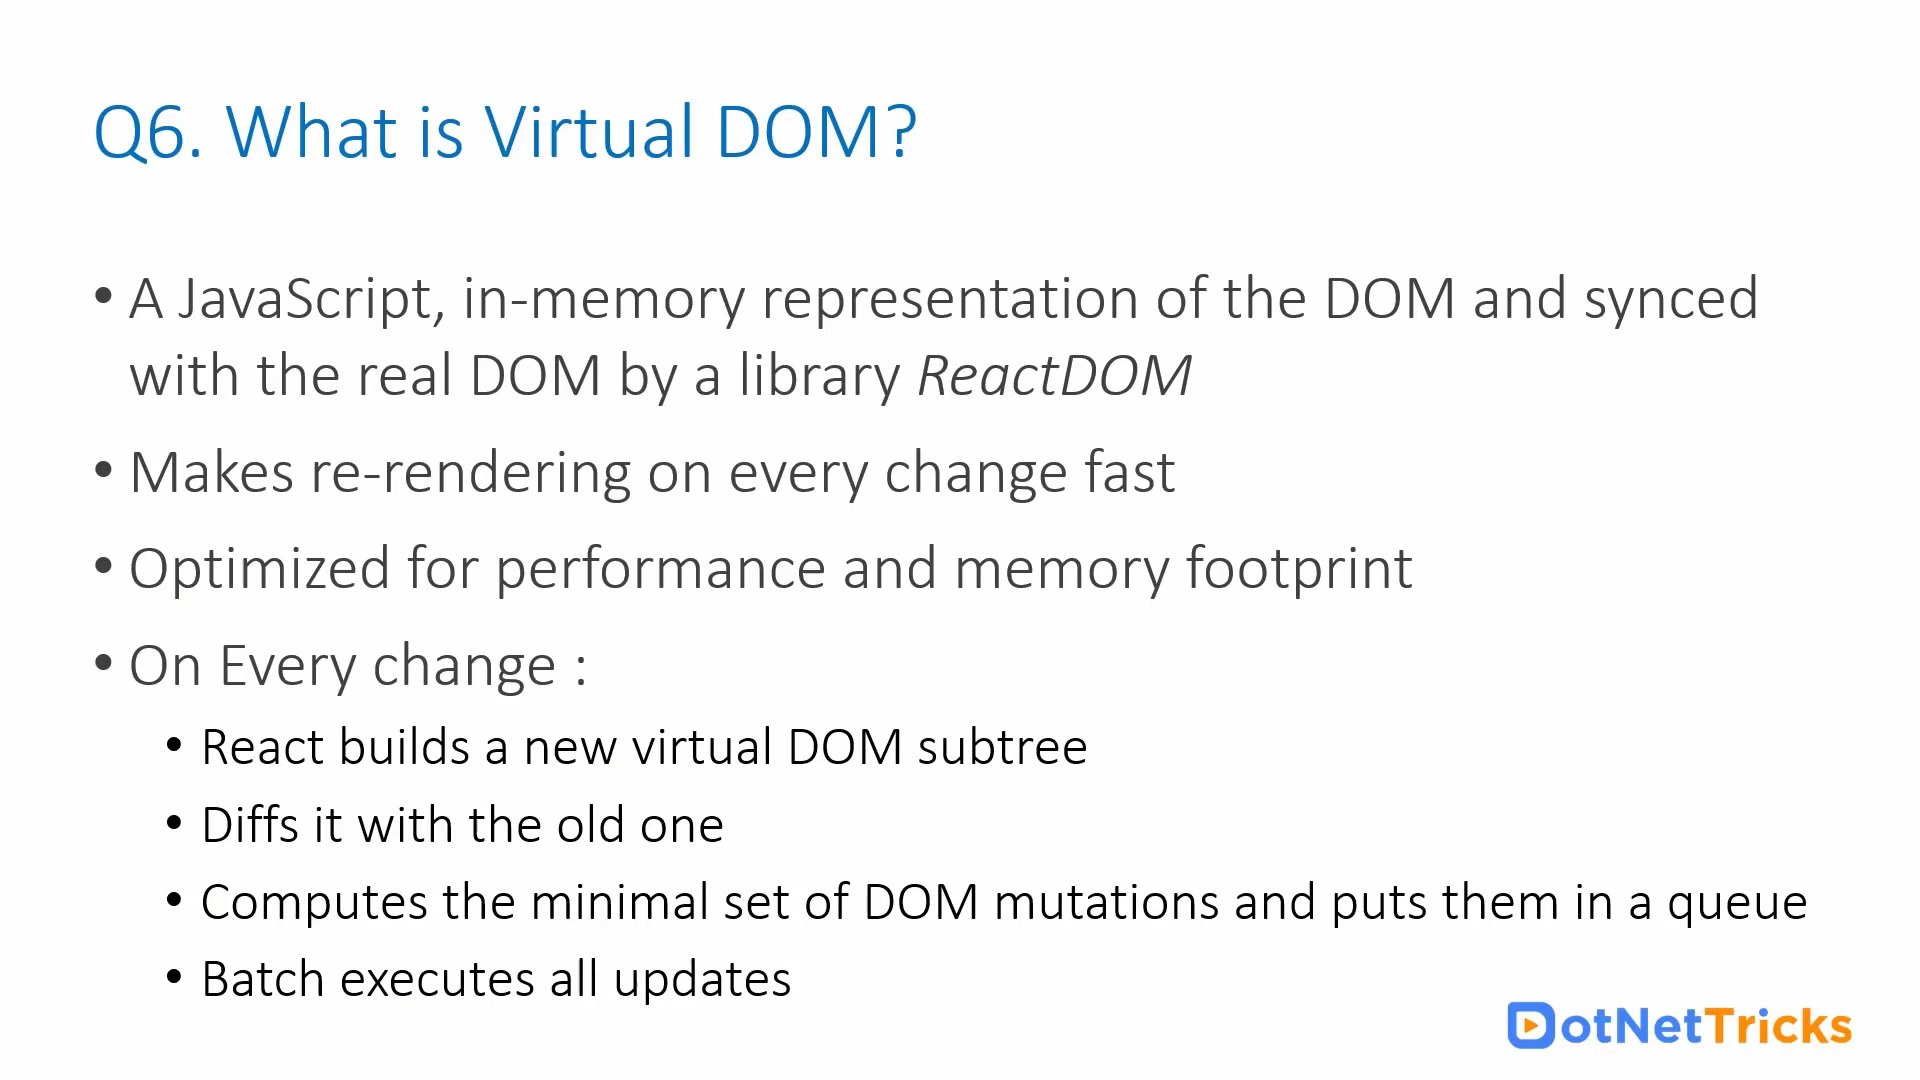 Q6. What is Virtual DOM?
• A JavaScript, in-memory representation of the DOM and synced
with the real DOM by a library ReactDOM
• Makes re-rendering on every change fast
• Optimized for performance and memory footprint
• On Every change :
• React builds a new virtual DOM subtree
• Diffs it with the old one
• Computes the minimal set of DOM mutations and puts them in a queue
• Batch executes all updates
DotNetTricks